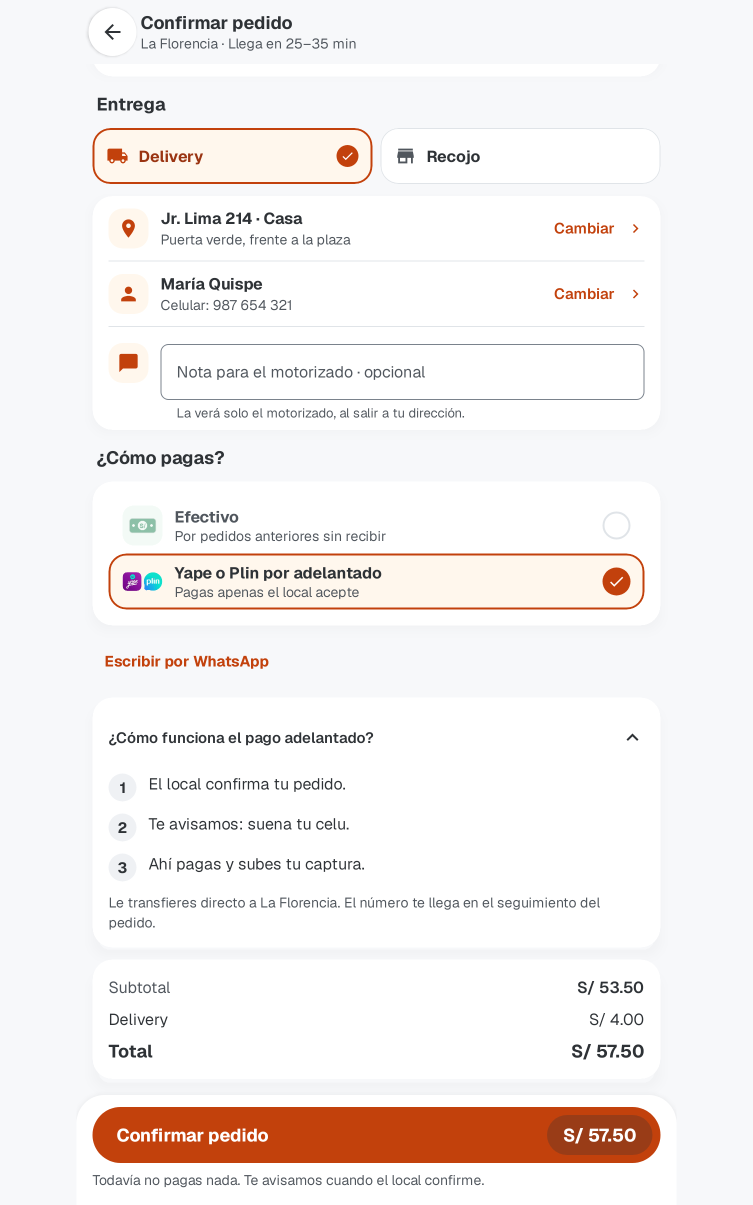 Confirmar pedido
La Florencia · Llega en 25–35 min
Entrega
Delivery
Recojo
Jr. Lima 214 · Casa
Puerta verde, frente a la plaza
Cambiar
María Quispe
Celular: 987 654 321
Cambiar
Nota para el motorizado · opcional
La verá solo el motorizado, al salir a tu dirección.
¿Cómo pagas?
Efectivo
Por pedidos anteriores sin recibir
Yape o Plin por adelantado
Pagas apenas el local acepte
plin
Escribir por WhatsApp
¿Cómo funciona el pago adelantado?
1 El local confirma tu pedido.
2 Te avisamos: suena tu celu.
3 Ahí pagas y subes tu captura.
Le transfieres directo a La Florencia. El número te llega en el seguimiento del
pedido.
Subtotal S/ 53.50
Delivery S/ 4.00
Total S/ 57.50
Confirmar pedido S/ 57.50
Todavía no pagas nada. Te avisamos cuando el local confirme.